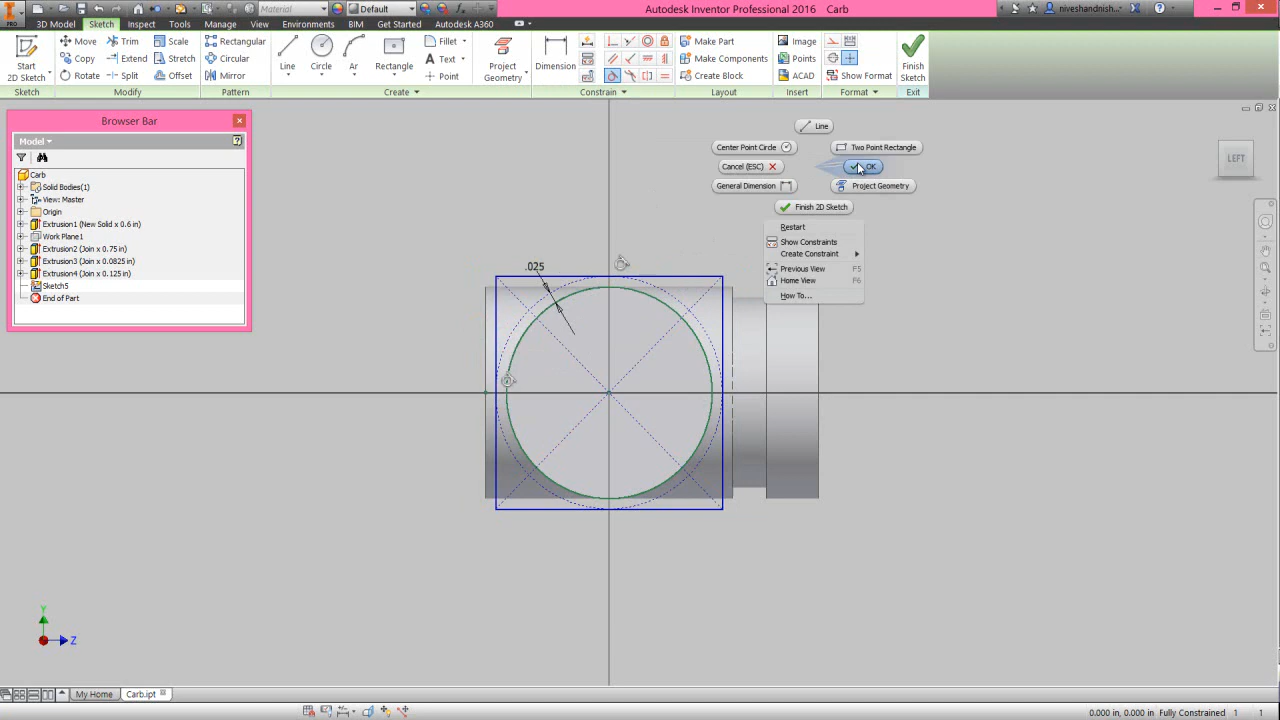 PRO
Material
Default
Autodesk Inventor Professional 2016 Carb
niveshandnish...
3D Model Sketch Inspect Tools Manage View Environments Get Started Autodesk A360
Start
2D Sketch
Move Trim Scale
Copy Extend Stretch
Rotate Split Offset
Rectangular
Circular
Mirror
Line Circle Ar Rectangle
Fillet
Text
Point
Project
Geometry
Dimension
Make Part
Make Components
Create Block
Image
Points
ACAD
Show Format
Finish
Sketch
Sketch Modify Pattern Create Constrain Layout Insert Format Exit
Browser Bar
Model
Carb
Solid Bodies(1)
View: Master
Origin
Extrusion1 (New Solid x 0.6 in)
Work Plane1
Extrusion2 (Join x 0.75 in)
Extrusion3 (Join x 0.0825 in)
Extrusion4 (Join x 0.125 in)
Sketch5
End of Part
Line
Center Point Circle Two Point Rectangle
Cancel (ESC) OK
General Dimension Project Geometry
Finish 2D Sketch
Restart
Show Constraints
Create Constraint
Previous View F5
Home View F6
How To...
LEFT
.025
Y
Z
My Home Carb.ipt
0.000 in, 0.000 in Fully Constrained 1 1